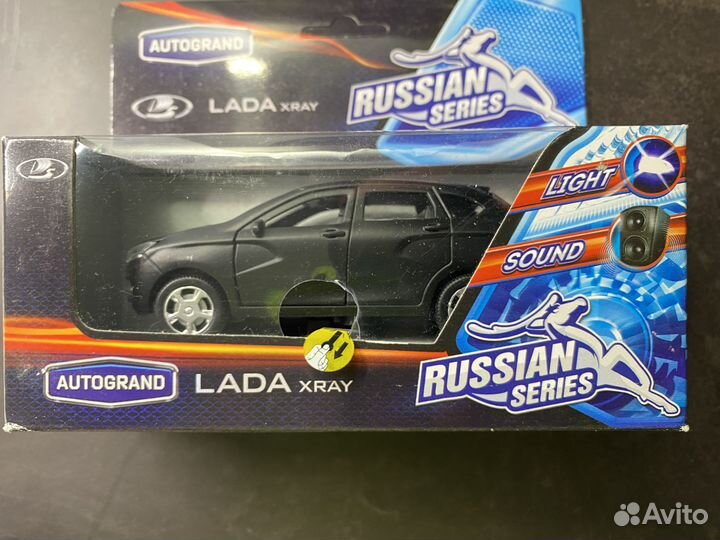 AUTOGRAND
LADA XRAY
RUSSIAN
SERIES
LIGHT
SOUND
AUTOGRAND
LADA XRAY
RUSSIAN
SERIES
Avito